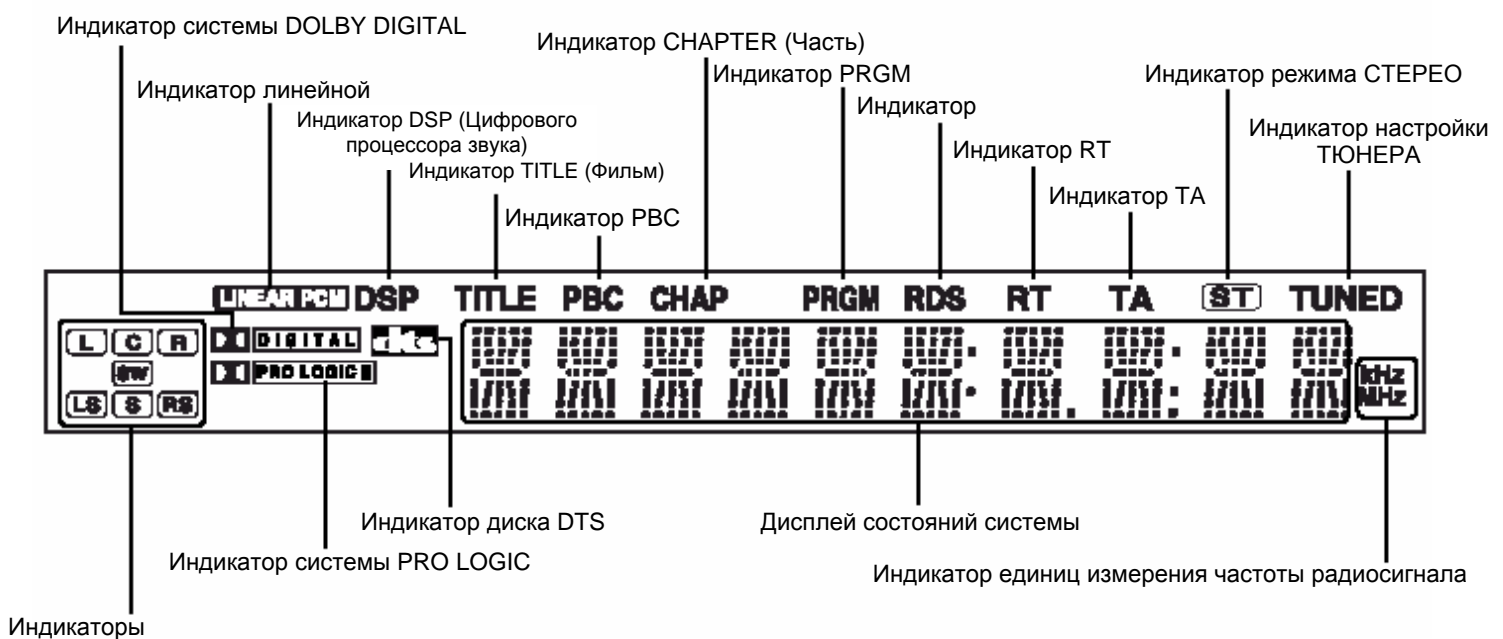 Индикатор системы DOLBY DIGITAL
Индикатор CHAPTER (Часть)
Индикатор линейной
Индикатор PRGM
Индикатор режима СТЕРЕО
Индикатор DSP (Цифрового
процессора звука)
Индикатор
Индикатор настройки
ТЮНЕРА
Индикатор TITLE (Фильм)
Индикатор RT
Индикатор PBC
Индикатор TA
LINEAR PCM DSP TITLE PBC CHAP PRGM RDS RT TA ST TUNED
L C R DIGITAL dts
SW PRO LOGIC II
LS S RS
kHz
MHz
Индикатор диска DTS
Дисплей состояний системы
Индикатор системы PRO LOGIC
Индикатор единиц измерения частоты радиосигнала
Индикаторы